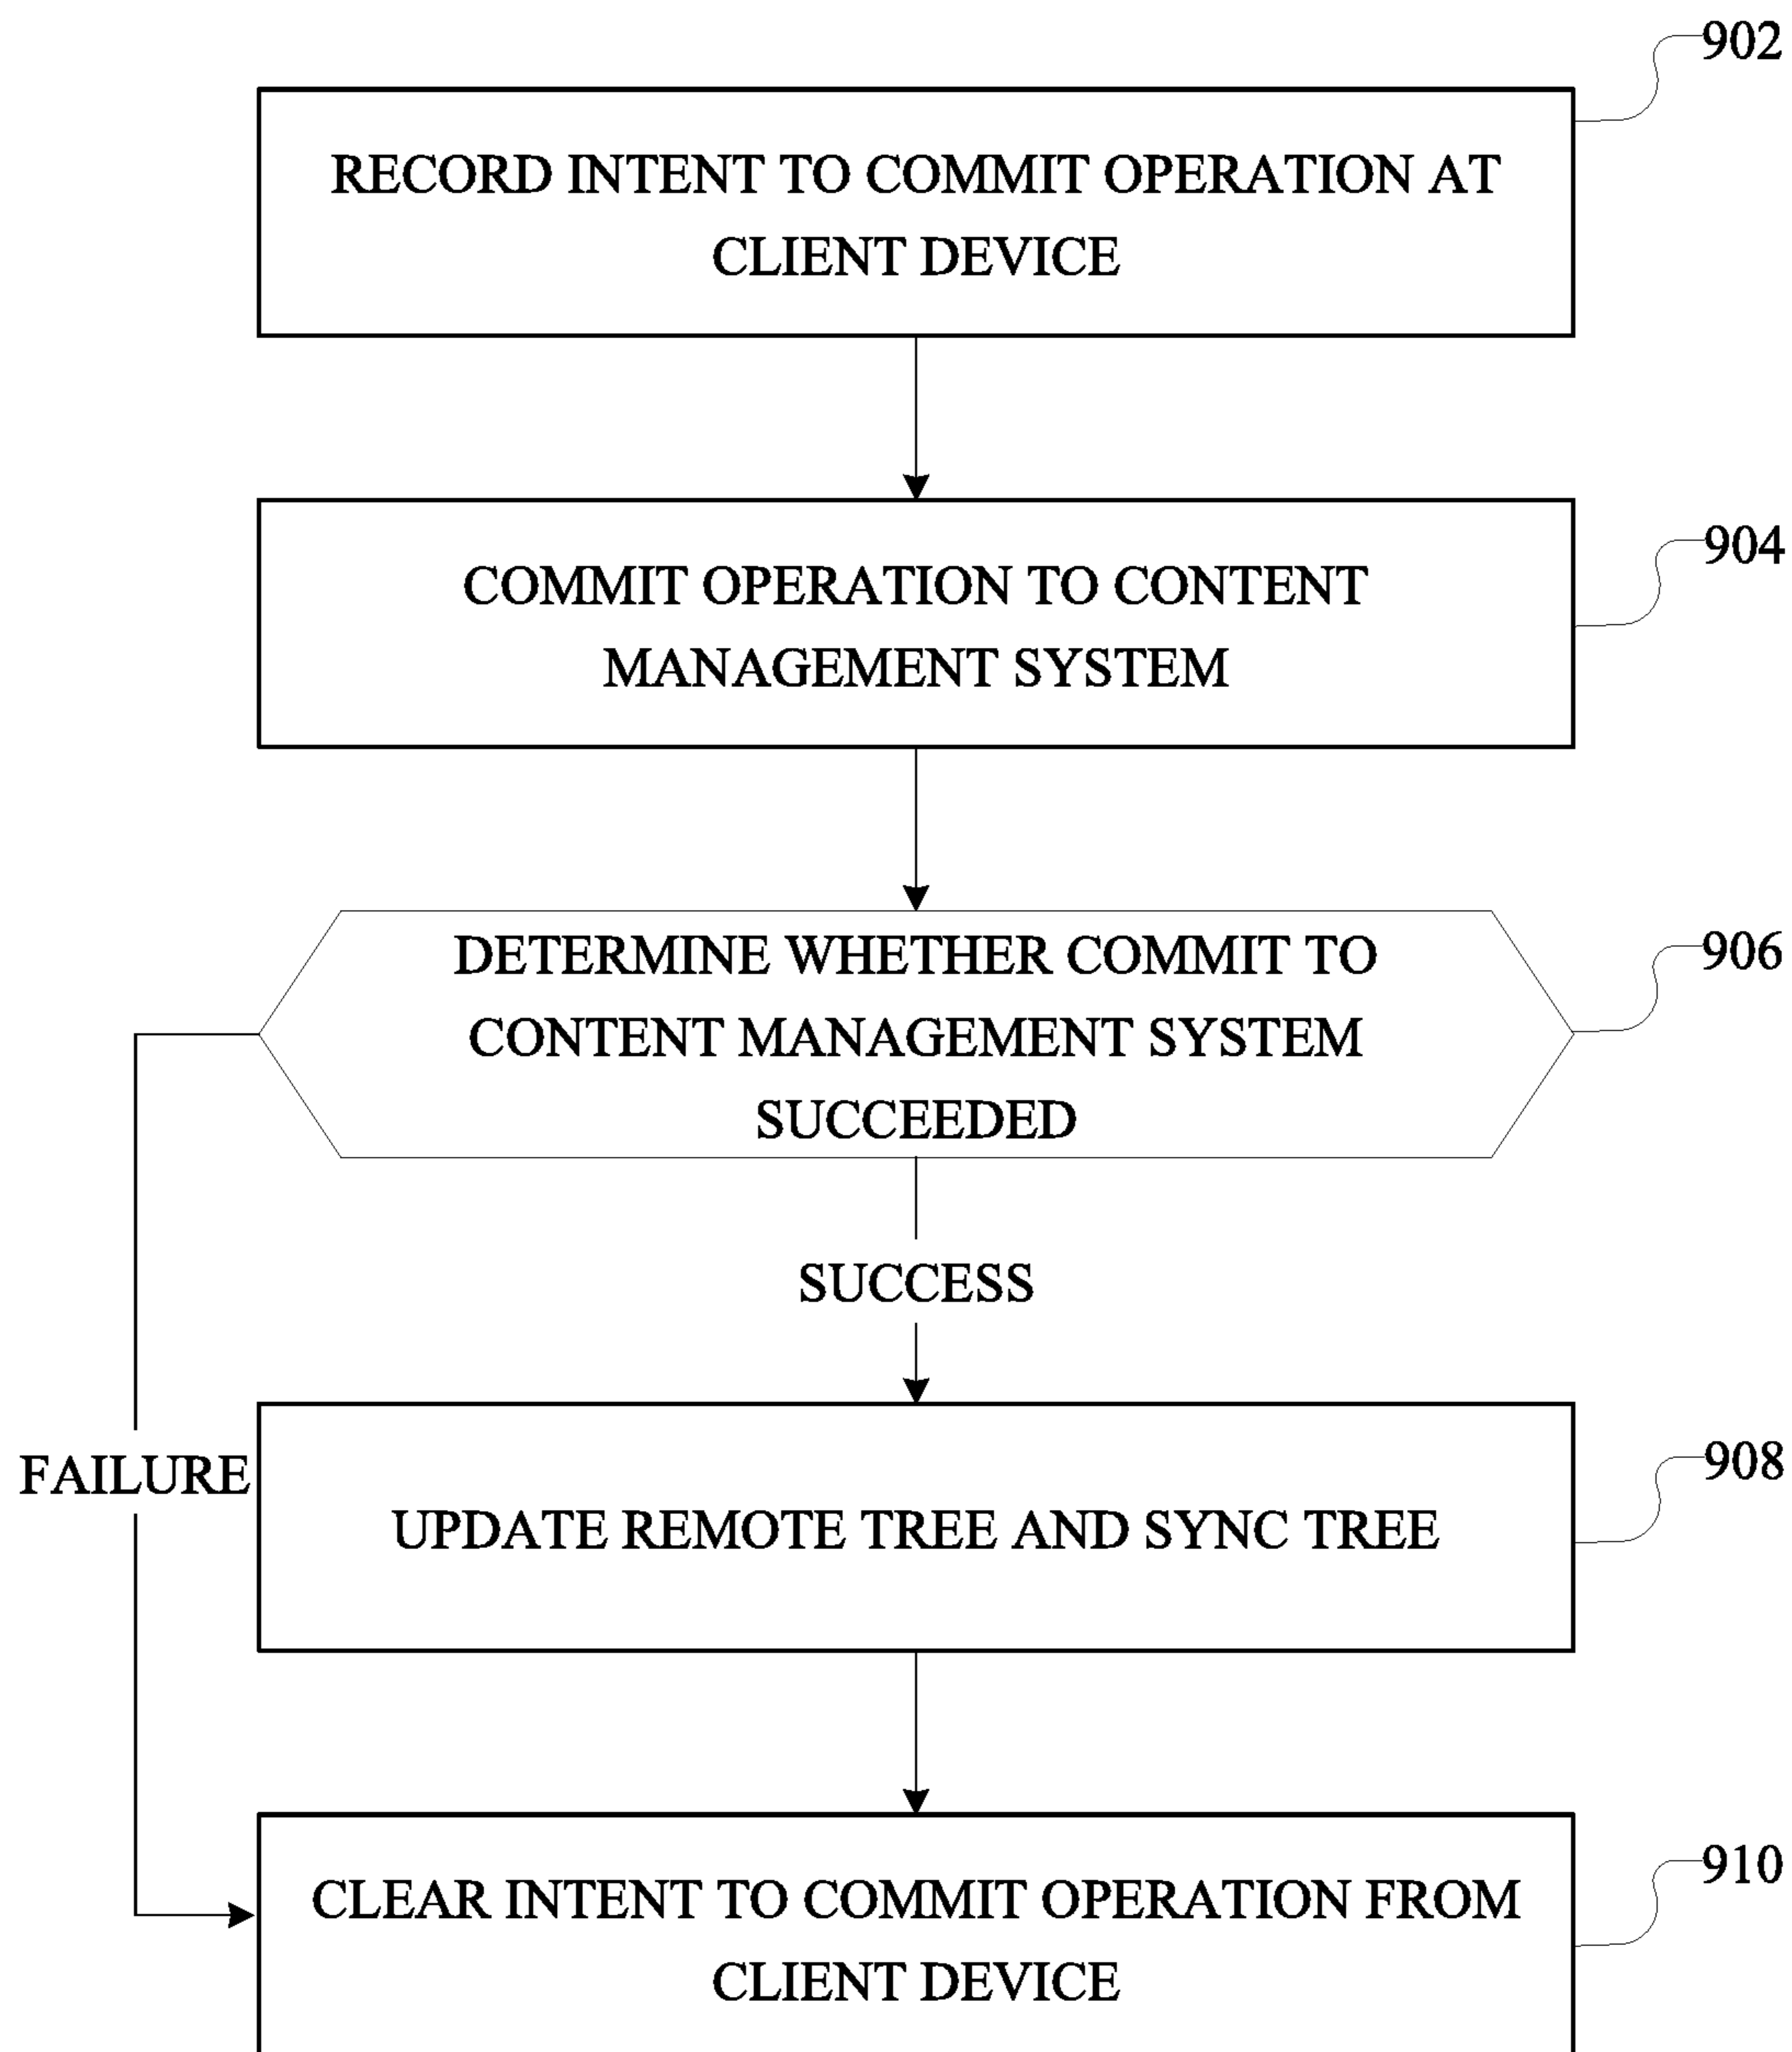 902
RECORD INTENT TO COMMIT OPERATION AT
CLIENT DEVICE
904
COMMIT OPERATION TO CONTENT
MANAGEMENT SYSTEM
906
DETERMINE WHETHER COMMIT TO
CONTENT MANAGEMENT SYSTEM
SUCCEEDED
SUCCESS
FAILURE
908
UPDATE REMOTE TREE AND SYNC TREE
910
CLEAR INTENT TO COMMIT OPERATION FROM
CLIENT DEVICE